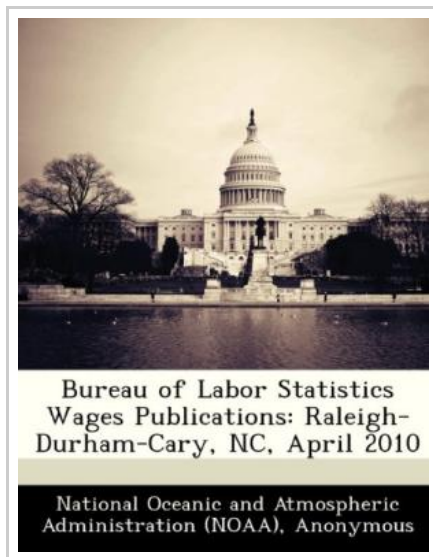 Bureau of Labor Statistics
Wages Publications: Raleigh-
Durham-Cary, NC, April 2010
National Oceanic and Atmospheric
Administration (NOAA), Anonymous